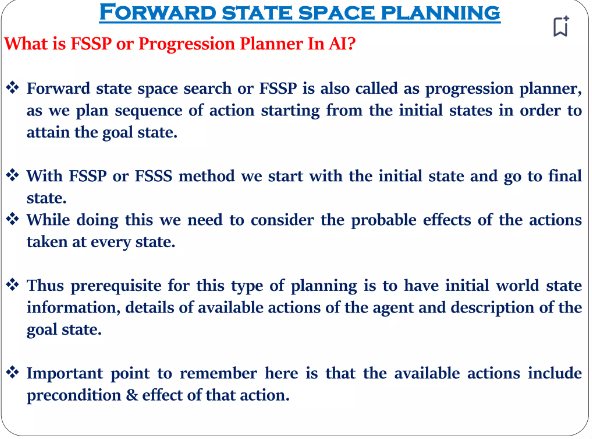 FORWARD STATE SPACE PLANNING
What is FSSP or Progression Planner In AI?
❖ Forward state space search or FSSP is also called as progression planner,
as we plan sequence of action starting from the initial states in order to
attain the goal state.
❖ With FSSP or FSSS method we start with the initial state and go to final
state.
❖ While doing this we need to consider the probable effects of the actions
taken at every state.
❖ Thus prerequisite for this type of planning is to have initial world state
information, details of available actions of the agent and description of the
goal state.
❖ Important point to remember here is that the available actions include
precondition & effect of that action.